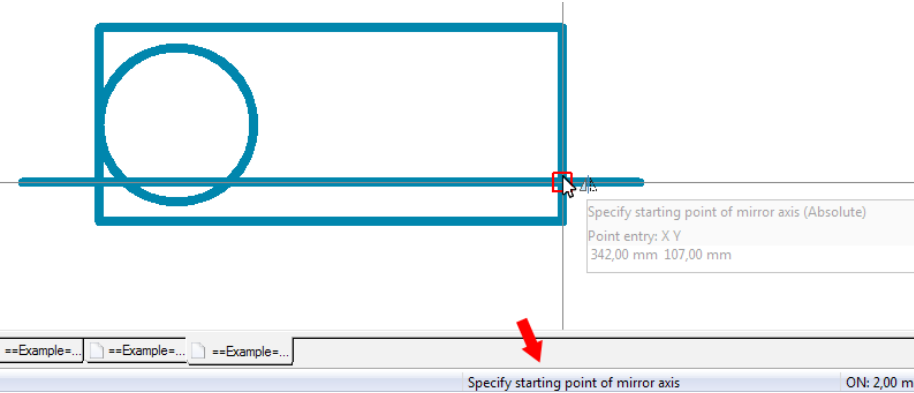 Specify starting point of mirror axis (Absolute)
Point entry: X Y
342,00 mm 107,00 mm
==Example=...
==Example=...
==Example=...
Specify starting point of mirror axis
ON: 2,00 m